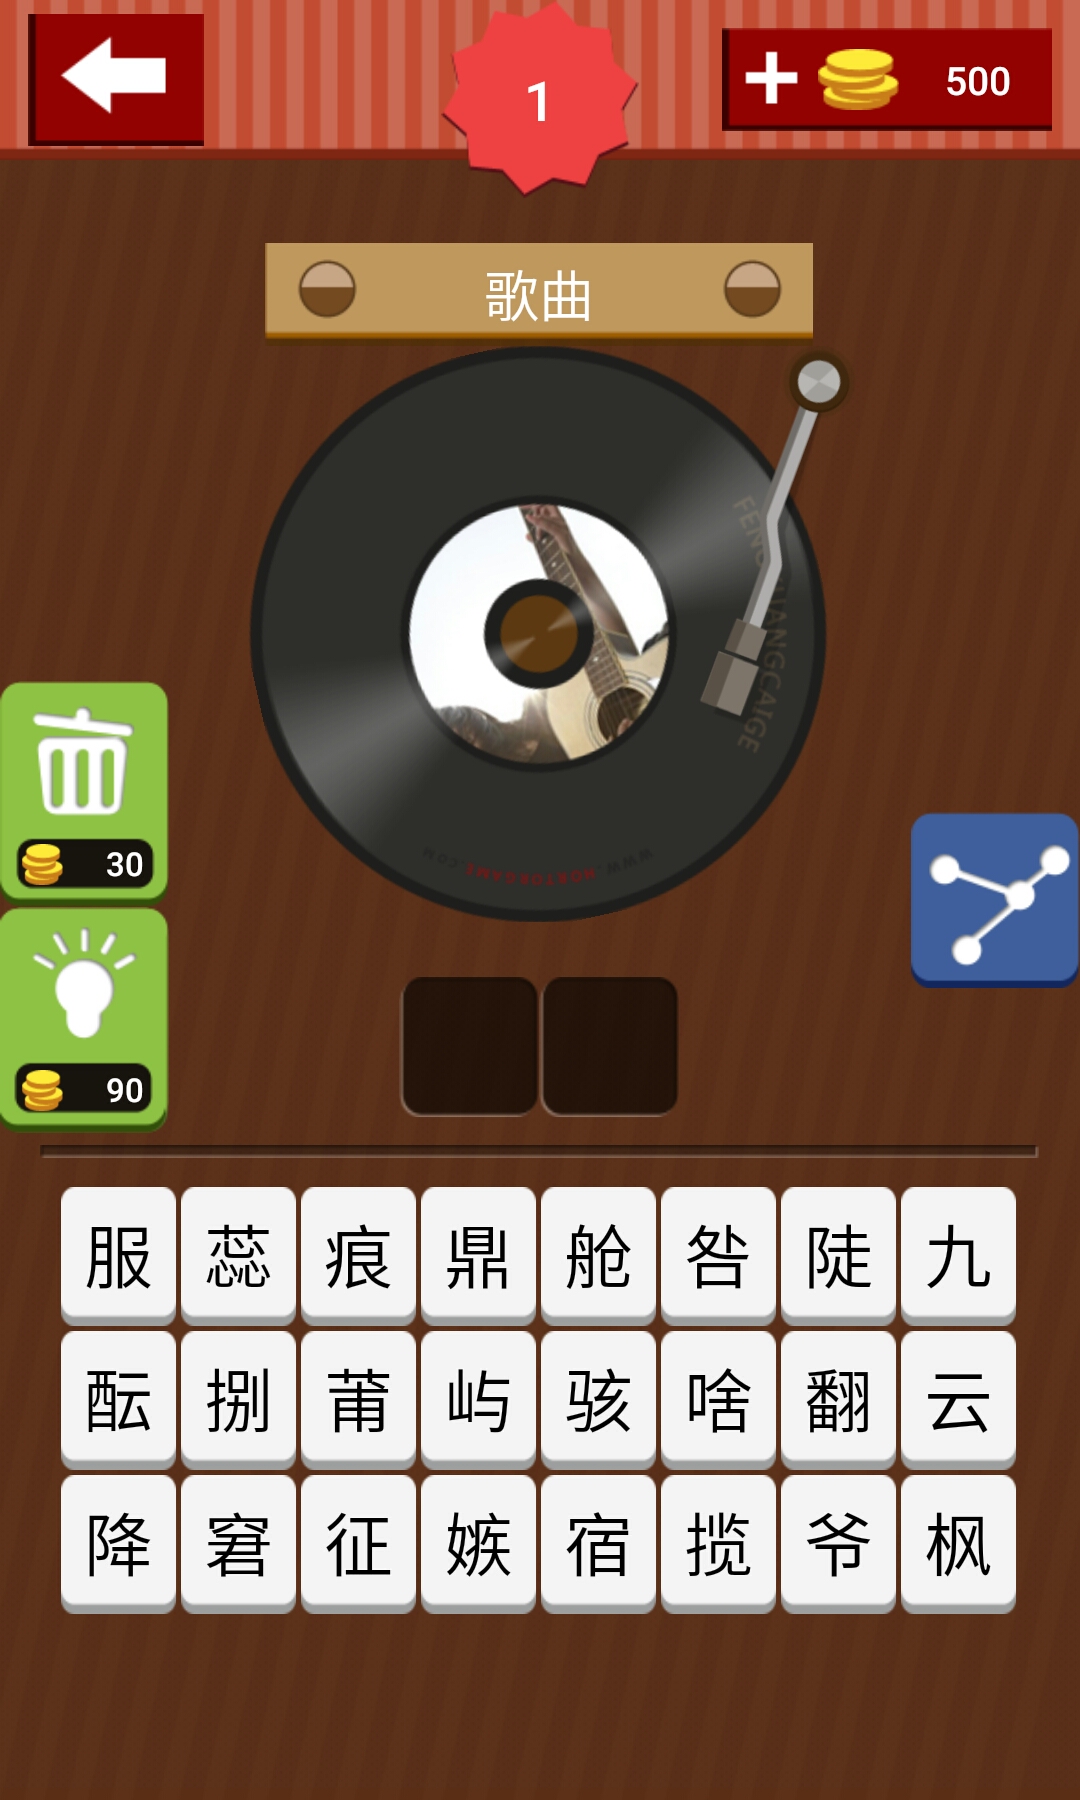 1
500
歌曲
FENGKUANGCAIGE
WWW.HORTORGAME.COM
30
90
服 蕊 痕 鼎 舱 咎 陡 九
酝 捌 莆 屿 骇 啥 翻 云
降 窘 征 嫉 宿 揽 爷 枫